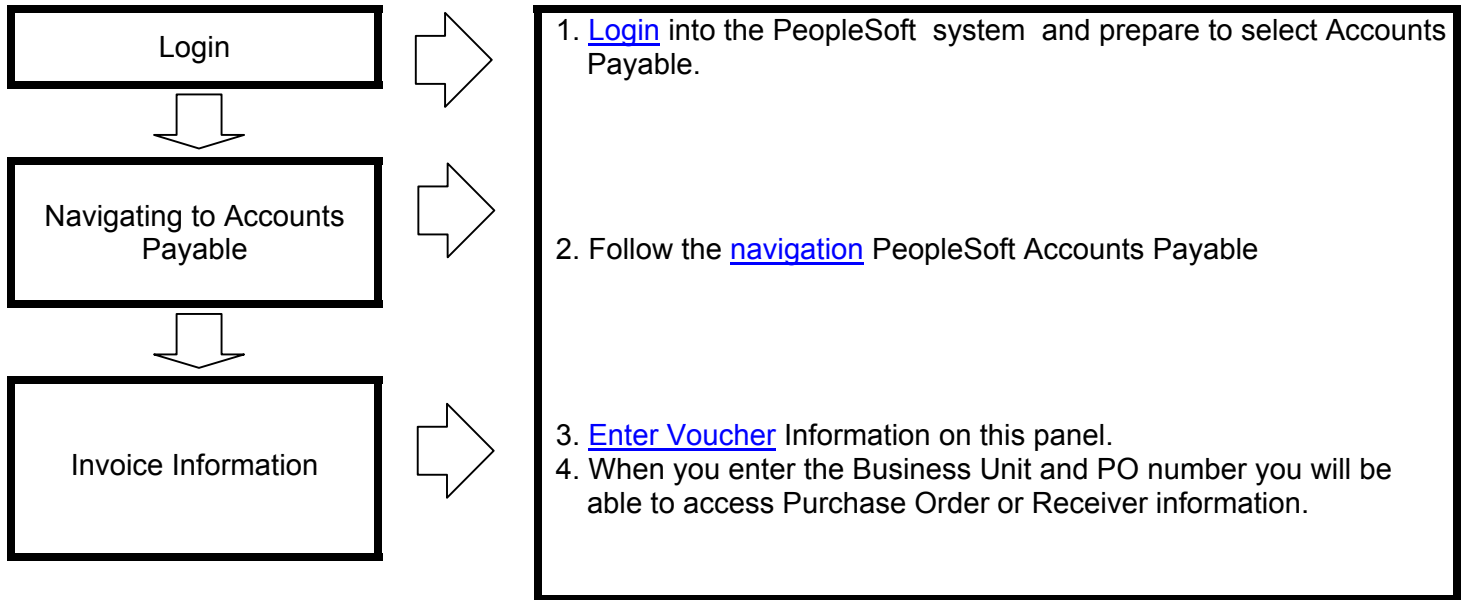 Login
1. Login into the PeopleSoft system and prepare to select Accounts
Payable.
Navigating to Accounts
Payable
2. Follow the navigation PeopleSoft Accounts Payable
Invoice Information
3. Enter Voucher Information on this panel.
4. When you enter the Business Unit and PO number you will be
able to access Purchase Order or Receiver information.